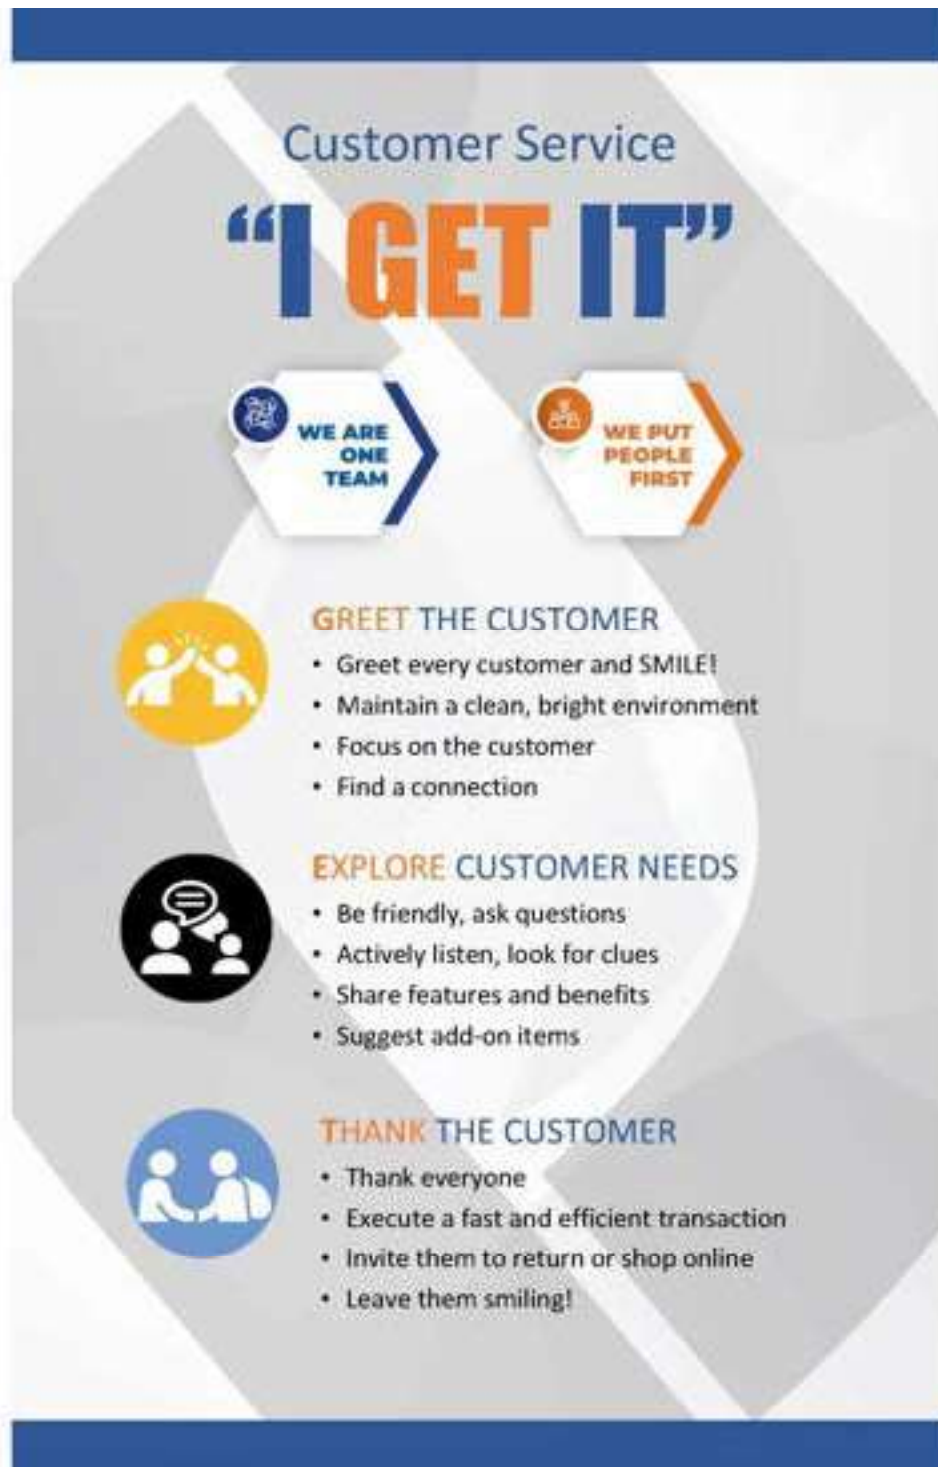 Customer Service
“I GET IT”
WE ARE
ONE
TEAM
WE PUT
PEOPLE
FIRST
GREET THE CUSTOMER
• Greet every customer and SMILE!
• Maintain a clean, bright environment
• Focus on the customer
• Find a connection
EXPLORE CUSTOMER NEEDS
• Be friendly, ask questions
• Actively listen, look for clues
• Share features and benefits
• Suggest add-on items
THANK THE CUSTOMER
• Thank everyone
• Execute a fast and efficient transaction
• Invite them to return or shop online
• Leave them smiling!